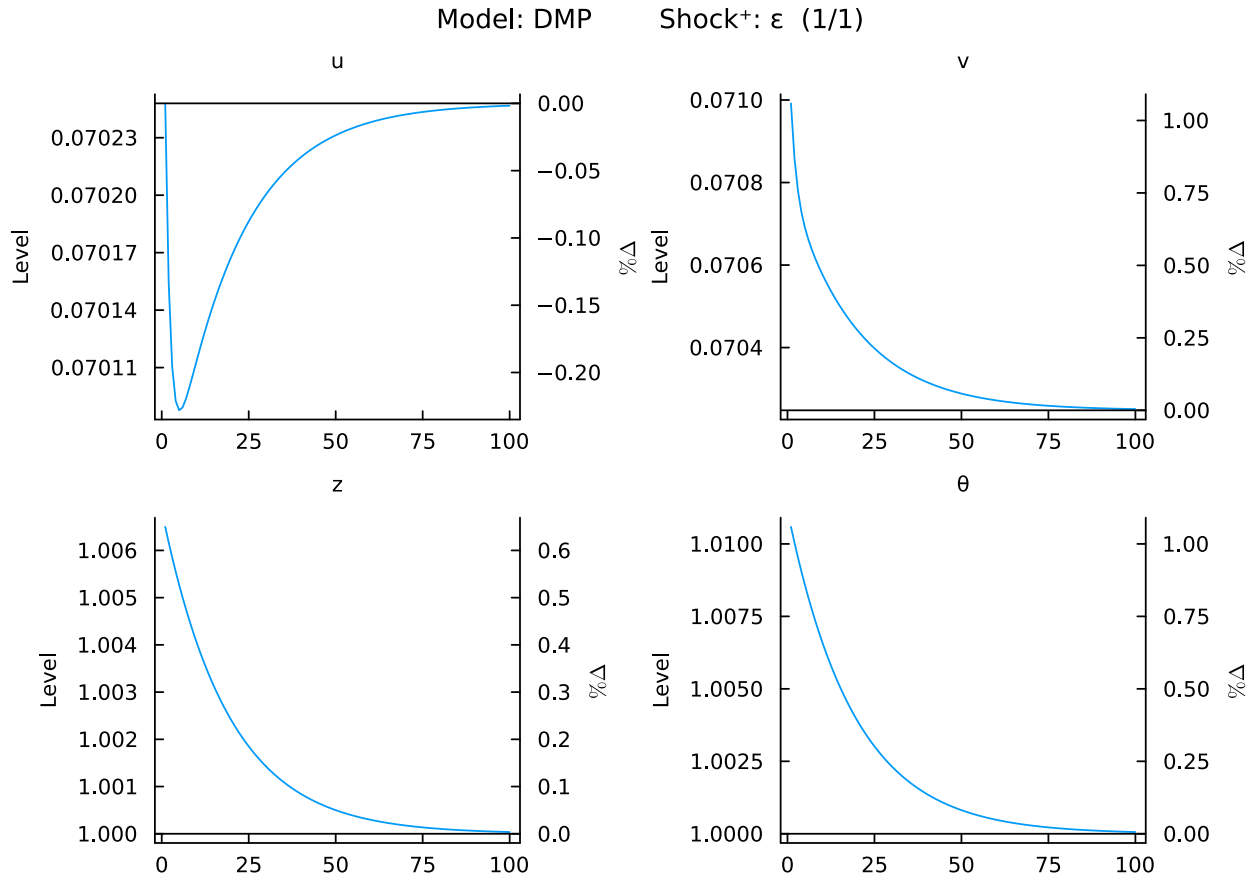 Model: DMP Shock⁺: ε (1/1)
u
Level
0.07023
0.07020
0.07017
0.07014
0.07011
0.00
−0.05
−0.10
−0.15
−0.20
%Δ
0 25 50 75 100
v
Level
0.0710
0.0708
0.0706
0.0704
1.00
0.75
0.50
0.25
0.00
%Δ
0 25 50 75 100
z
Level
1.006
1.005
1.004
1.003
1.002
1.001
1.000
0.6
0.5
0.4
0.3
0.2
0.1
0.0
%Δ
0 25 50 75 100
θ
Level
1.0100
1.0075
1.0050
1.0025
1.0000
1.00
0.75
0.50
0.25
0.00
%Δ
0 25 50 75 100